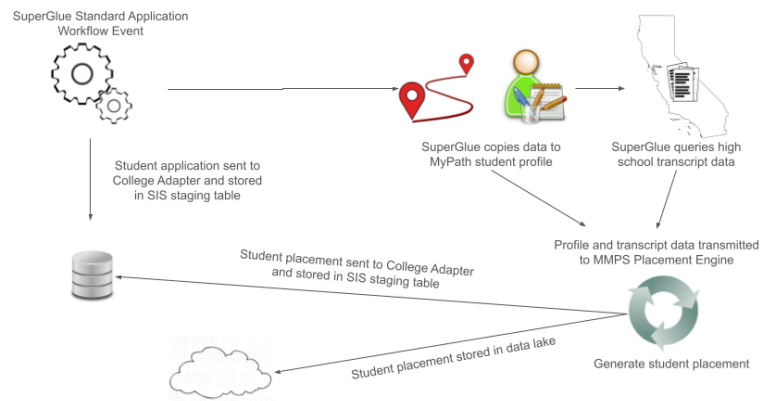 SuperGlue Standard Application
Workflow Event
Student application sent to
College Adapter and stored
in SIS staging table
SuperGlue copies data to
MyPath student profile
SuperGlue queries high
school transcript data
Profile and transcript data transmitted
to MMPS Placement Engine
Student placement sent to College Adapter
and stored in SIS staging table
Student placement stored in data lake
Generate student placement